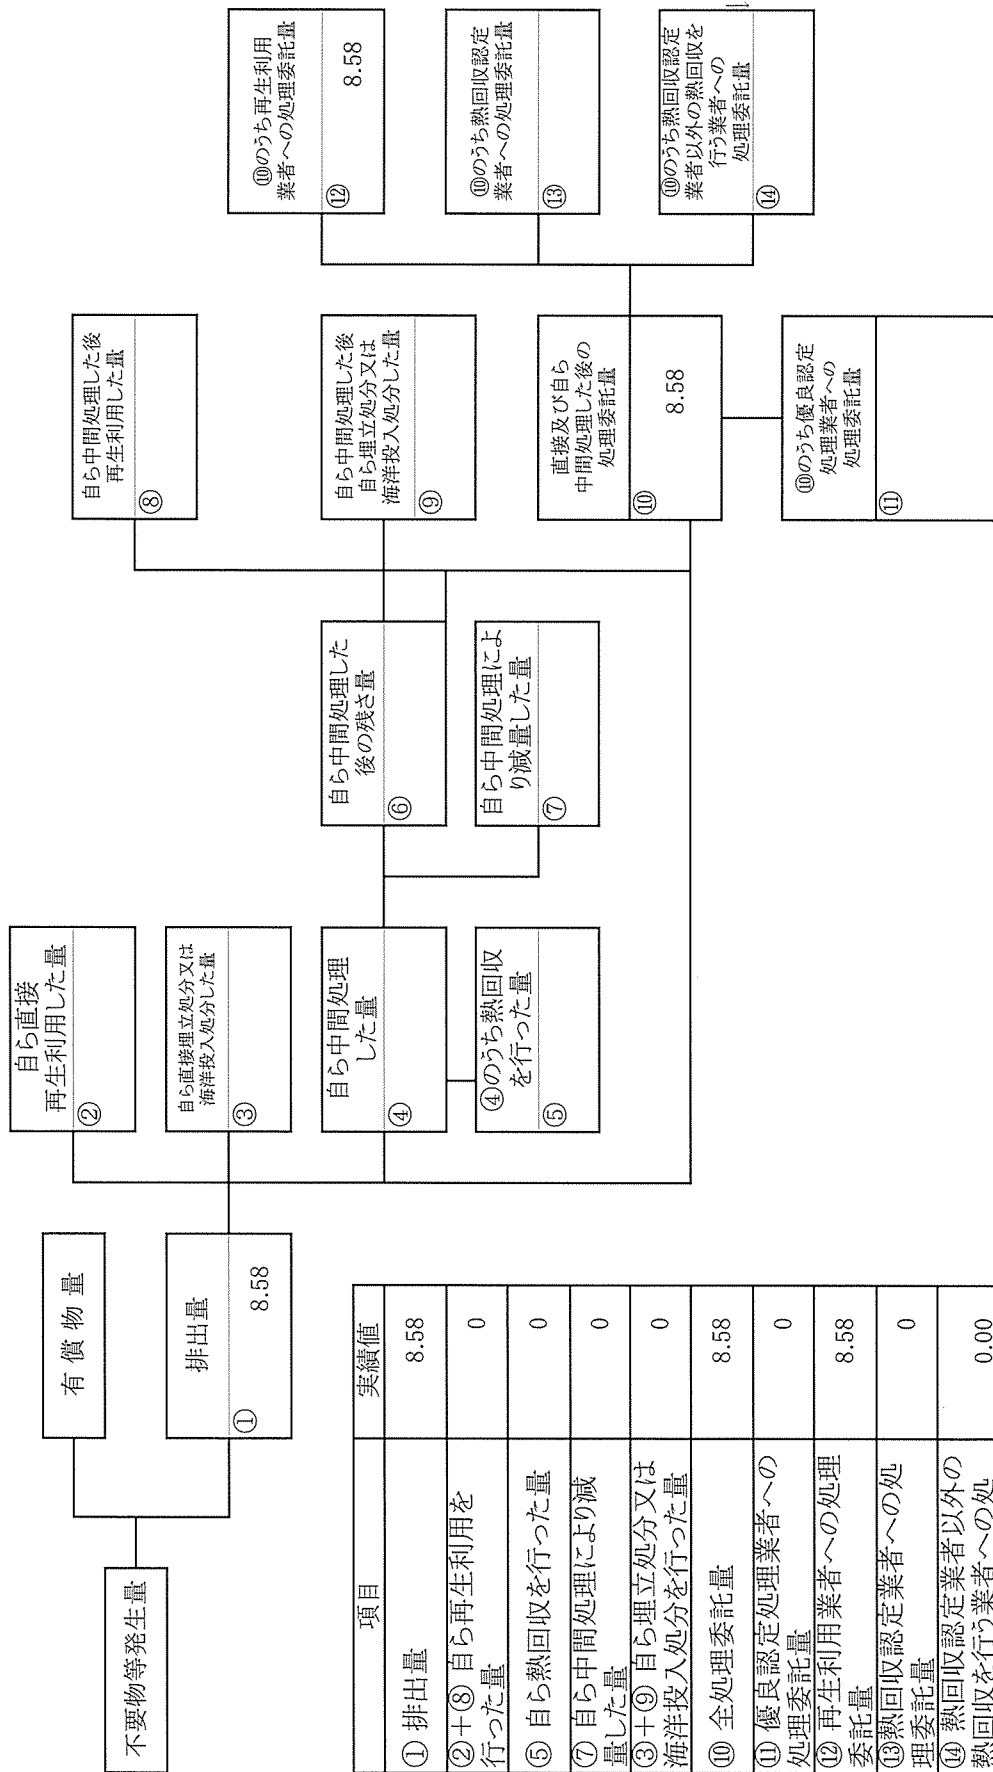 不要物等発生量
有償物量
排出量
①
8.58
自ら直接
再生利用した量
②
自ら直接埋立処分又は
海洋投入処分した量
③
自ら中間処理
した量
④
④のうち熱回収
を行った量
⑤
自ら中間処理した
後の残さ量
⑥
自ら中間処理によ
り減量した量
⑦
自ら中間処理した後
再生利用した量
⑧
自ら中間処理した後
自ら埋立処分又は
海洋投入処分した量
⑨
直接及び自ら
中間処理した後の
処理委託量
⑩
8.58
⑩のうち優良認定
処理業者への
処理委託量
⑪
⑩のうち再生利用
業者への処理委託量
⑫
8.58
⑩のうち熱回収認定
業者への処理委託量
⑬
⑩のうち熱回収認定
業者以外の熱回収を
行う業者への
処理委託量
⑭
項目 実績値
①排出量 8.58
②+⑧ 自ら再生利用を
行った量 0
⑤ 自ら熱回収を行った量 0
⑦ 自ら中間処理により減
量した量 0
③+⑨ 自ら埋立処分又は
海洋投入処分を行った量 0
⑩ 全処理委託量 8.58
⑪ 優良認定処理業者への
処理委託量 0
⑫ 再生利用業者への処理
委託量 8.58
⑬熱回収認定業者への処
理委託量 0
⑭ 熱回収認定業者以外の
熱回収を行う業者への処 0.00